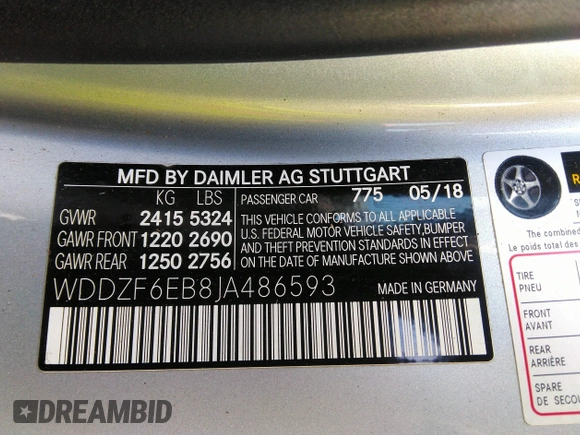 MFD BY DAIMLER AG STUTTGART
KG LBS
PASSENGER CAR 775 05/18
GVWR 2415 5324
GAWR FRONT 1220 2690
GAWR REAR 1250 2756
THIS VEHICLE CONFORMS TO ALL APPLICABLE
U.S. FEDERAL MOTOR VEHICLE SAFETY, BUMPER
AND THEFT PREVENTION STANDARDS IN EFFECT
ON THE DATE OF MANUFACTURE SHOWN ABOVE.
WDDZF6EB8JA486593
MADE IN GERMANY
The combined
Le poids total
TIRE
PNEU
FRONT
AVANT
REAR
ARRIÈRE
SPARE
DE SECOU
DREAMBID